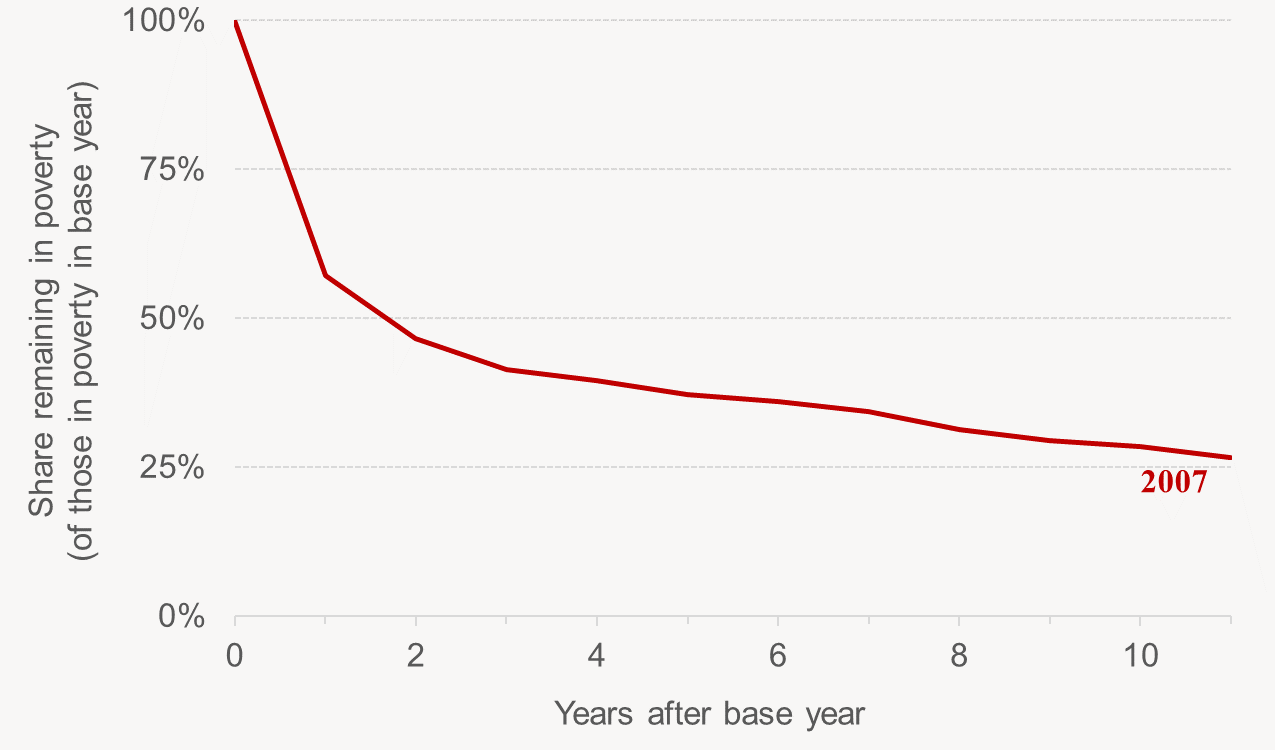 100%
75%
50%
25%
0%
Share remaining in poverty
(of those in poverty in base year)
2007
0 2 4 6 8 10
Years after base year